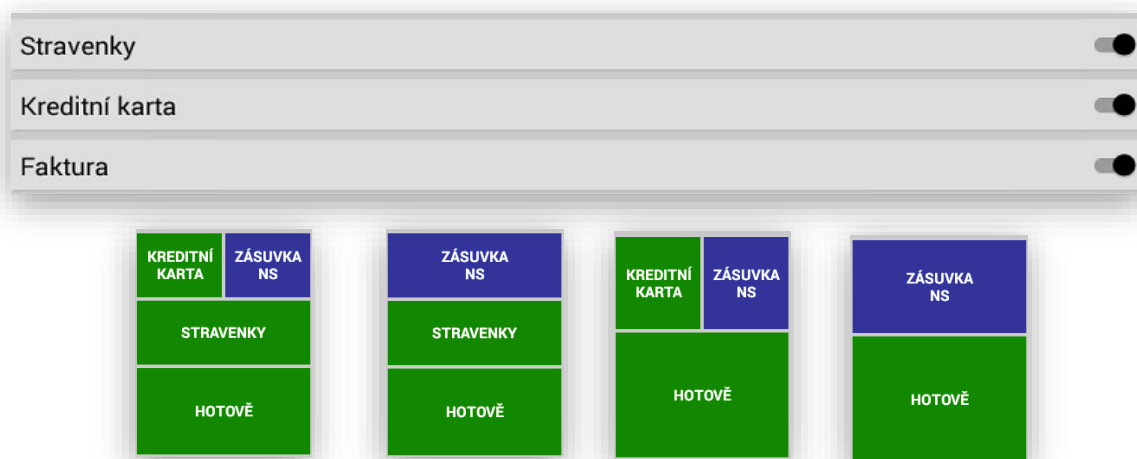 Stravenky
Kreditní karta
Faktura
KREDITNÍ
KARTA
ZÁSUVKA
NS
STRAVENKY
HOTOVĚ
ZÁSUVKA
NS
STRAVENKY
HOTOVĚ
KREDITNÍ
KARTA
ZÁSUVKA
NS
HOTOVĚ
ZÁSUVKA
NS
HOTOVĚ